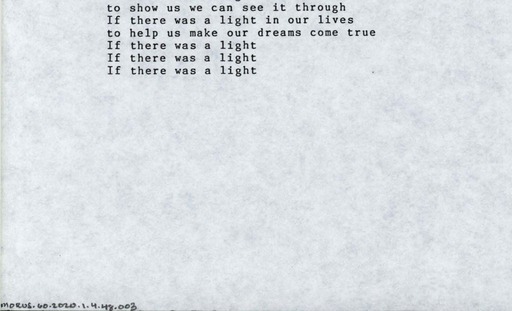 to show us we can see it through
If there was a light in our lives
to help us make our dreams come true
If there was a light
If there was a light
If there was a light
MORUS.60.2020.1.4.48.003